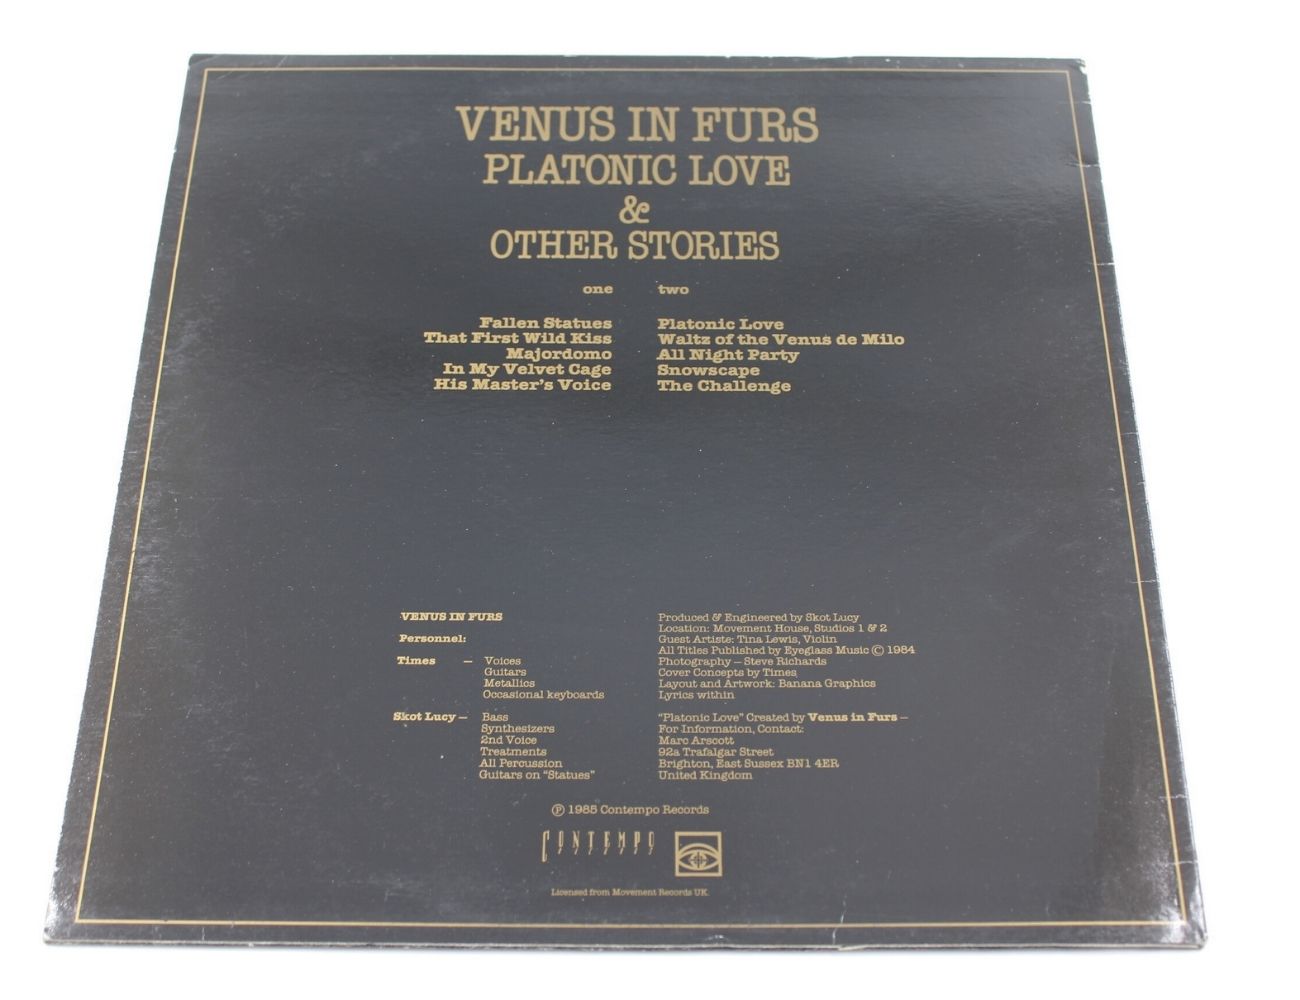 VENUS IN FURS
PLATONIC LOVE
&
OTHER STORIES
one
Fallen Statues
That First Wild Kiss
Majordomo
In My Velvet Cage
His Master's Voice
two
Platonic Love
Waltz of the Venus de Milo
All Night Party
Snowscape
The Challenge
VENUS IN FURS
Personnel:
Times — Voices
Guitars
Metallics
Occasional keyboards
Skot Lucy — Bass
Synthesizers
2nd Voice
Treatments
All Percussion
Guitars on "Statues"
Produced & Engineered by Skot Lucy
Location: Movement House, Studios 1 & 2
Guest Artiste: Tina Lewis, Violin
All Titles Published by Eyeglass Music © 1984
Photography — Steve Richards
Cover Concepts by Times
Layout and Artwork: Banana Graphics
Lyrics within
"Platonic Love" Created by Venus in Furs —
For Information, Contact:
Marc Arscott
92a Trafalgar Street
Brighton, East Sussex BN1 4ER
United Kingdom
℗ 1985 Contempo Records
CONTEMPO
Licensed from Movement Records UK.